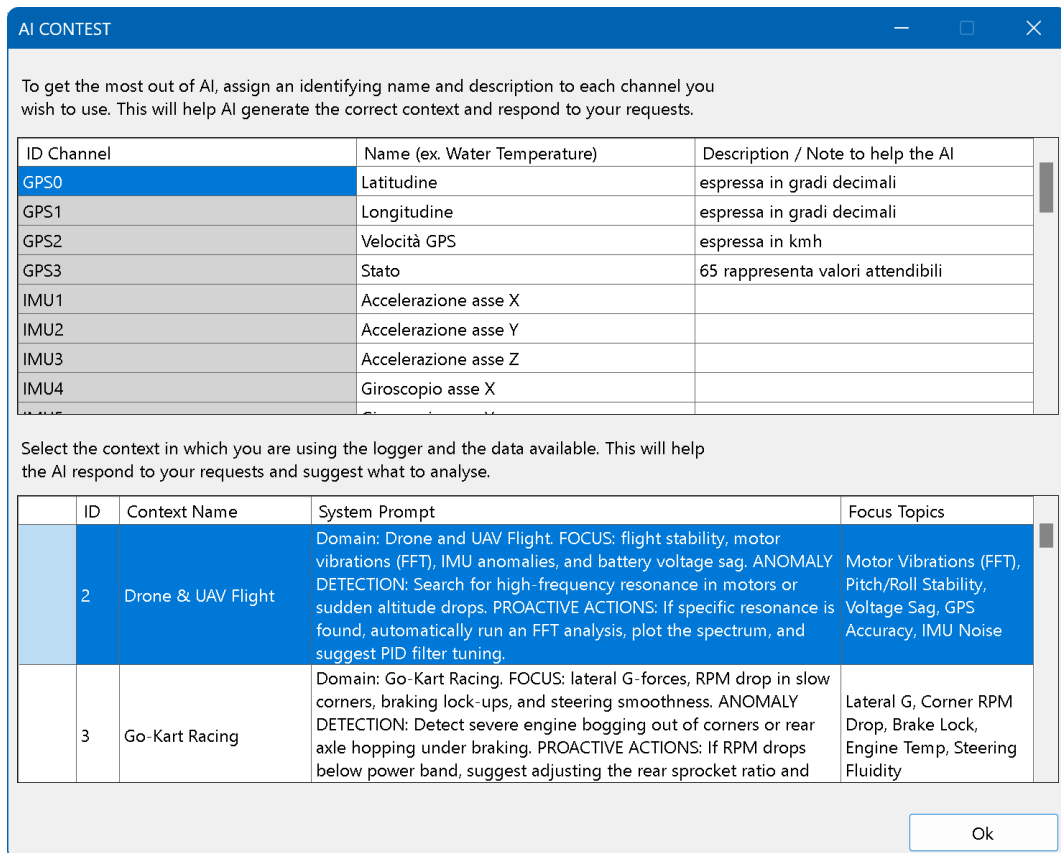 AI CONTEST
To get the most out of AI, assign an identifying name and description to each channel you
wish to use. This will help AI generate the correct context and respond to your requests.
ID Channel Name (ex. Water Temperature) Description / Note to help the AI
GPS0 Latitudine espressa in gradi decimali
GPS1 Longitudine espressa in gradi decimali
GPS2 Velocità GPS espressa in kmh
GPS3 Stato 65 rappresenta valori attendibili
IMU1 Accelerazione asse X
IMU2 Accelerazione asse Y
IMU3 Accelerazione asse Z
IMU4 Giroscopio asse X
Select the context in which you are using the logger and the data available. This will help
the AI respond to your requests and suggest what to analyse.
ID Context Name System Prompt Focus Topics
2
Drone & UAV Flight
Domain: Drone and UAV Flight. FOCUS: flight stability, motor
vibrations (FFT), IMU anomalies, and battery voltage sag. ANOMALY
DETECTION: Search for high-frequency resonance in motors or
sudden altitude drops. PROACTIVE ACTIONS: If specific resonance is
found, automatically run an FFT analysis, plot the spectrum, and
suggest PID filter tuning.
Motor Vibrations (FFT),
Pitch/Roll Stability,
Voltage Sag, GPS
Accuracy, IMU Noise
3
Go-Kart Racing
Domain: Go-Kart Racing. FOCUS: lateral G-forces, RPM drop in slow
corners, braking lock-ups, and steering smoothness. ANOMALY
DETECTION: Detect severe engine bogging out of corners or rear
axle hopping under braking. PROACTIVE ACTIONS: If RPM drops
below power band, suggest adjusting the rear sprocket ratio and
Lateral G, Corner RPM
Drop, Brake Lock,
Engine Temp, Steering
Fluidity
Ok